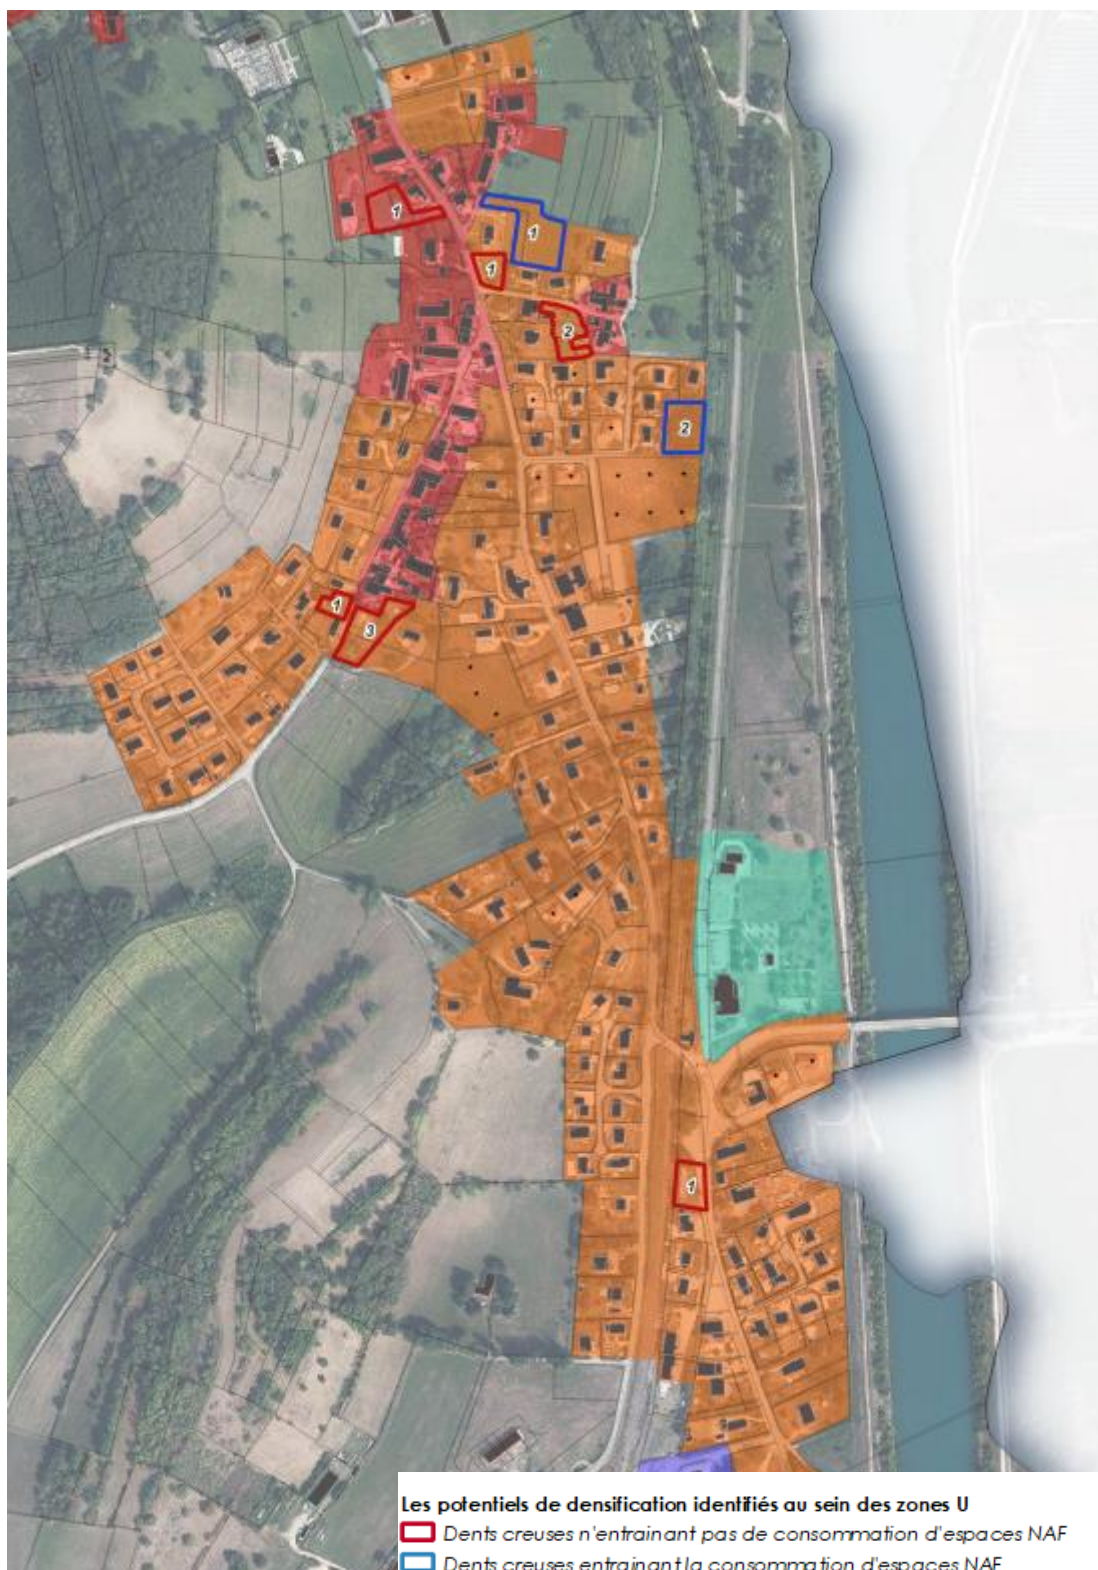 1
1
1
2
2
1
3
1
Les potentiels de densification identifiés au sein des zones U
Dents creuses n'entrainant pas de consommation d'espaces NAF
Dents creuses entrainant la consommation d'espaces NAF